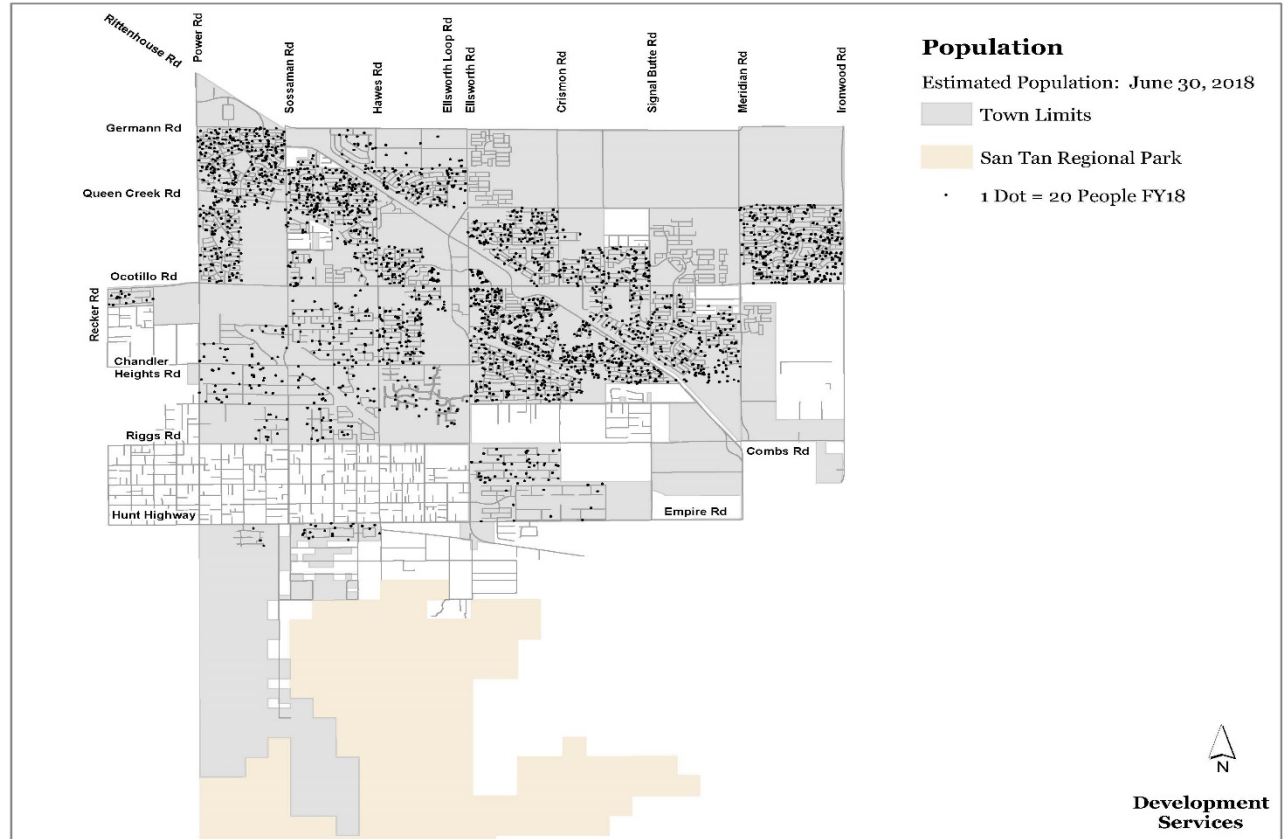 Rittenhouse Rd
Power Rd
Sossaman Rd
Hawes Rd
Ellsworth Loop Rd
Ellsworth Rd
Crismon Rd
Signal Butte Rd
Meridian Rd
Ironwood Rd
Germann Rd
Queen Creek Rd
Ocotillo Rd
Recker Rd
Chandler
Heights Rd
Riggs Rd
Combs Rd
Hunt Highway
Empire Rd
Population
Estimated Population: June 30, 2018
Town Limits
San Tan Regional Park
1 Dot = 20 People FY18
N
Development
Services